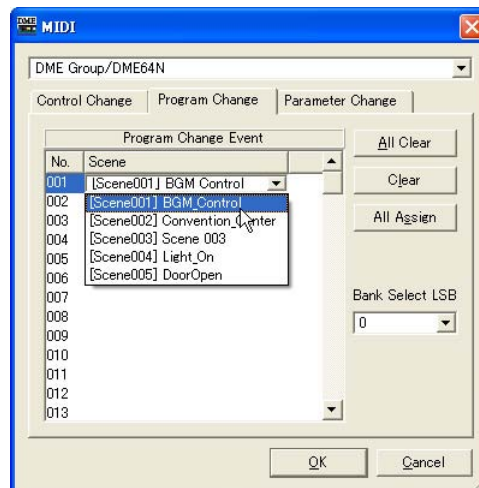 DME MIDI
DME Group/DME64N
Control Change Program Change Parameter Change
Program Change Event
All Clear
No. Scene
001 [Scene001] BGM Control
Clear
002 [Scene001] BGM_Control
003 [Scene002] Convention_Center
All Assign
004 [Scene003] Scene 003
005 [Scene004] Light_On
006 [Scene005] DoorOpen
007
Bank Select LSB
008
0
009
010
011
012
013
OK Cancel